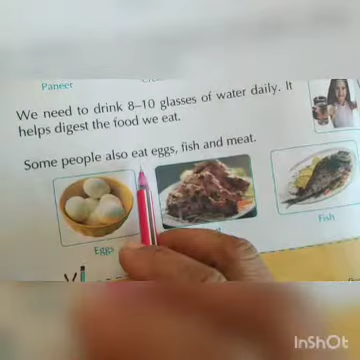 Paneer
We need to drink 8–10 glasses of water daily. It
helps digest the food we eat.
Some people also eat eggs, fish and meat.
Eggs
Fish
InShOt